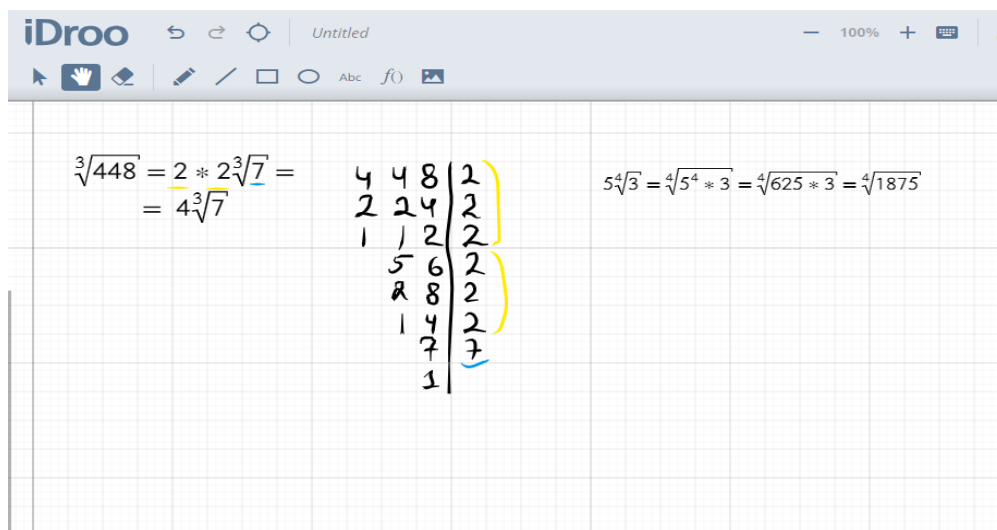 iDroo Untitled 100%
Abc f()
∛448 = 2 * 2∛7 =
= 4∛7
4 4 8 | 2
2 2 4 | 2
1 1 2 | 2
5 6 | 2
2 8 | 2
1 4 | 2
7 | 7
1 |
5∜3 = ∜5⁴ * 3 = ∜625 * 3 = ∜1875